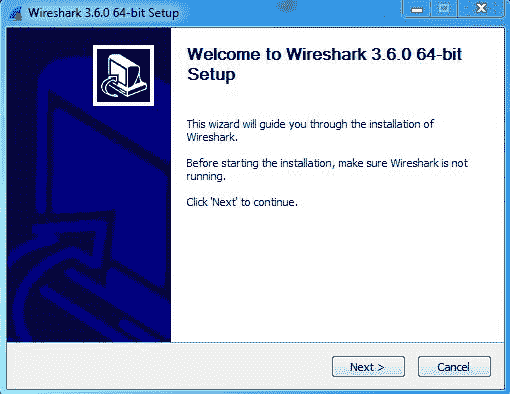 Wireshark 3.6.0 64-bit Setup
Welcome to Wireshark 3.6.0 64-bit
Setup
This wizard will guide you through the installation of
Wireshark.
Before starting the installation, make sure Wireshark is not
running.
Click 'Next' to continue.
Next >
Cancel